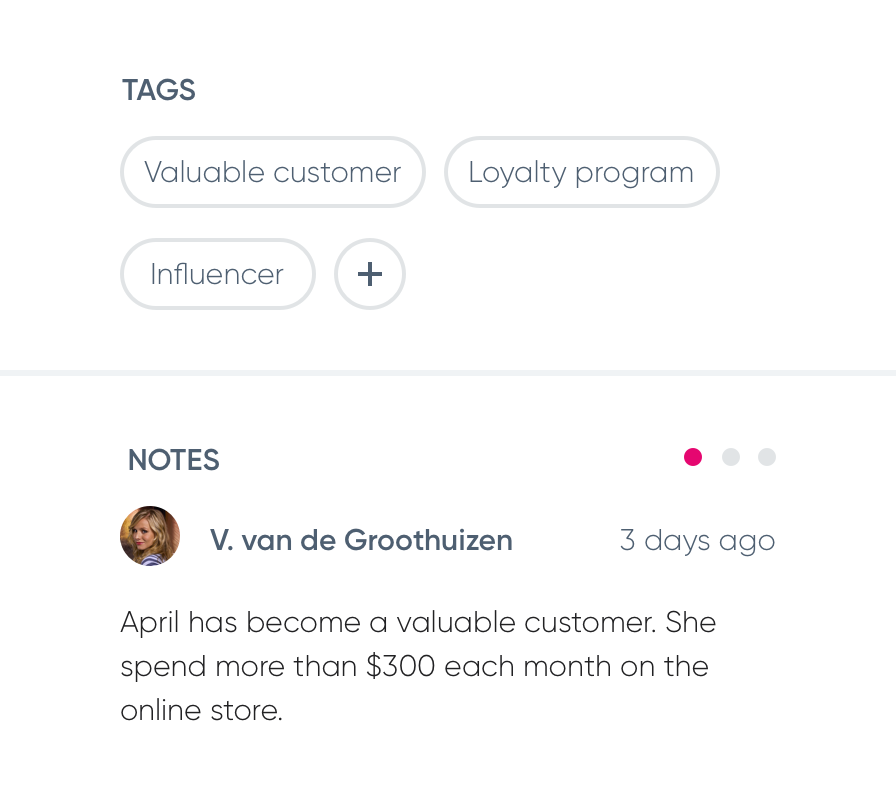 TAGS
Valuable customer Loyalty program
Influencer +
NOTES
V. van de Groothuizen 3 days ago
April has become a valuable customer. She
spend more than $300 each month on the
online store.